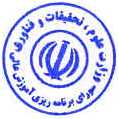 وزارت علوم، تحقیقات و فناوری
شورای برنامه ریزی آموزش عالی